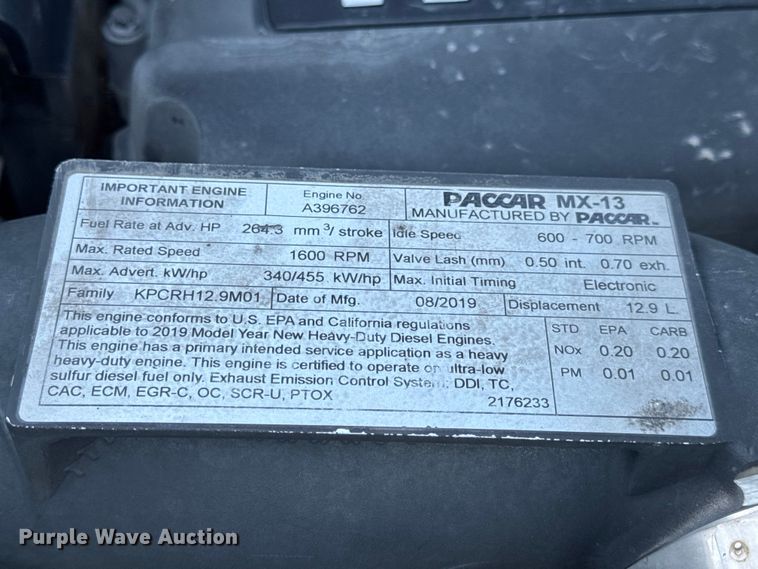 IMPORTANT ENGINE
INFORMATION
Engine No.
A396762
PACCAR MX-13
MANUFACTURED BY PACCAR
Fuel Rate at Adv. HP 264.3 mm³/ stroke
Idle Speed 600 - 700 RPM
Max. Rated Speed 1600 RPM
Valve Lash (mm) 0.50 int. 0.70 exh.
Max. Advert. kW/hp 340/455 kW/hp
Max. Initial Timing Electronic
Family KPCRH12.9M01
Date of Mfg. 08/2019
Displacement 12.9 L.
This engine conforms to U.S. EPA and California regulations
applicable to 2019 Model Year New Heavy-Duty Diesel Engines.
This engine has a primary intended service application as a heavy
heavy-duty engine. This engine is certified to operate on ultra-low
sulfur diesel fuel only. Exhaust Emission Control System: DDI, TC,
CAC, ECM, EGR-C, OC, SCR-U, PTOX
2176233
STD EPA CARB
NOx 0.20 0.20
PM 0.01 0.01
Purple Wave Auction